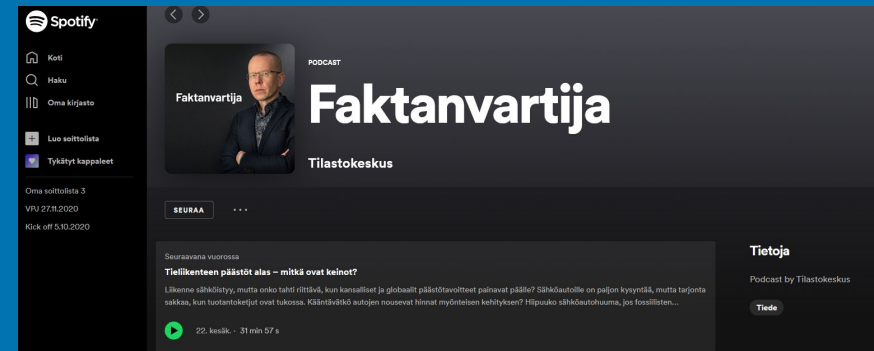 Spotify
Koti
Haku
Oma kirjasto
Luo soittolista
Tykätyt kappaleet
Oma soittolista 3
VPJ 27.11.2020
Kick off 5.10.2020
Faktanvartija
PODCAST
Faktanvartija
Tilastokeskus
SEURAA
Seuraavana vuorossa
Tieliikenteen päästöt alas – mitkä ovat keinot?
Liikenne sähköistyy, mutta onko tahti riittävä, kun kansalliset ja globaalit päästötavoitteet painavat päälle? Sähköautoille on paljon kysyntää, mutta tarjonta
sakkaa, kun tuotantoketjut ovat tukossa. Kääntävätkö autojen nousevat hinnat myönteisen kehityksen? Hiipuuko sähköautohuuma, jos fossiilisten...
22. kesäk. · 31 min 57 s
Tietoja
Podcast by Tilastokeskus
Tiede